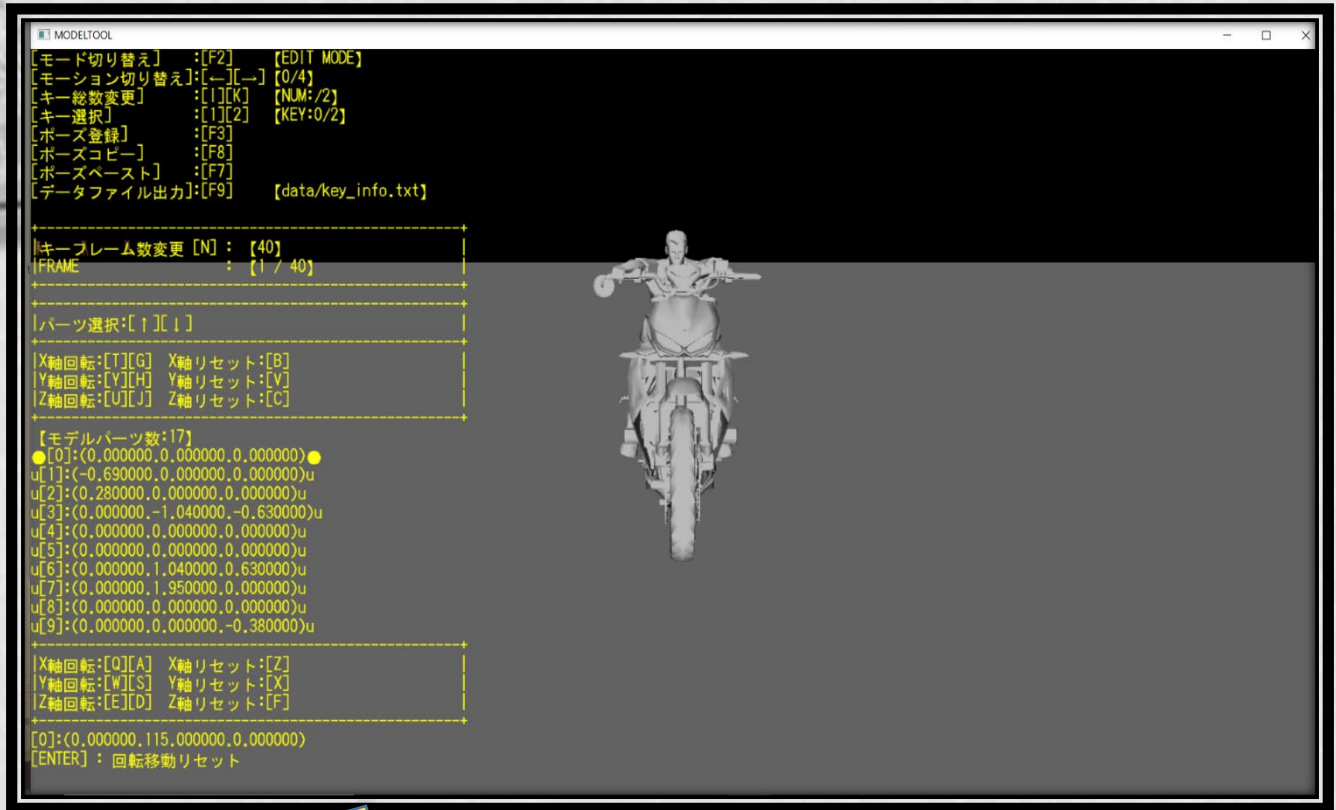 MODELTOOL
[モード切り替え] :[F2] 【EDIT MODE】
[モーション切り替え]:[←][→] 【0/4】
[キー総数変更] :[I][K] 【NUM:/2】
[キー選択] :[1][2] 【KEY:0/2】
[ポーズ登録] :[F3]
[ポーズコピー] :[F8]
[ポーズペースト] :[F7]
[データファイル出力]:[F9] 【data/key_info.txt】
キーフレーム数変更 [N] : 【40】
FRAME : 【1 / 40】
パーツ選択:[↑][↓]
X軸回転:[T][G] X軸リセット:[B]
Y軸回転:[Y][H] Y軸リセット:[V]
Z軸回転:[U][J] Z軸リセット:[C]
【モデルパーツ数:17】
●[0]:(0.000000.0.000000.0.000000)●
u[1]:(-0.690000.0.000000.0.000000)u
u[2]:(0.280000.0.000000.0.000000)u
u[3]:(0.000000.-1.040000.-0.630000)u
u[4]:(0.000000.0.000000.0.000000)u
u[5]:(0.000000.0.000000.0.000000)u
u[6]:(0.000000.1.040000.0.630000)u
u[7]:(0.000000.1.950000.0.000000)u
u[8]:(0.000000.0.000000.0.000000)u
u[9]:(0.000000.0.000000.-0.380000)u
X軸回転:[Q][A] X軸リセット:[Z]
Y軸回転:[W][S] Y軸リセット:[X]
Z軸回転:[E][D] Z軸リセット:[F]
[0]:(0.000000.115.000000.0.000000)
[ENTER] : 回転移動リセット